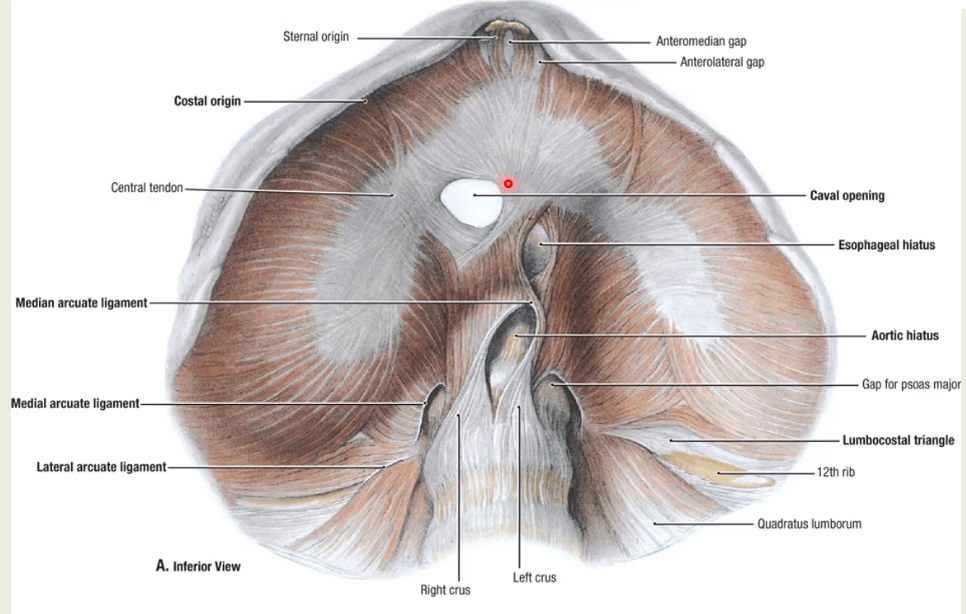 Sternal origin
Anteromedian gap
Anterolateral gap
Costal origin
Central tendon
Caval opening
Esophageal hiatus
Median arcuate ligament
Aortic hiatus
Gap for psoas major
Medial arcuate ligament
Lumbocostal triangle
Lateral arcuate ligament
12th rib
Quadratus lumborum
A. Inferior View
Left crus
Right crus